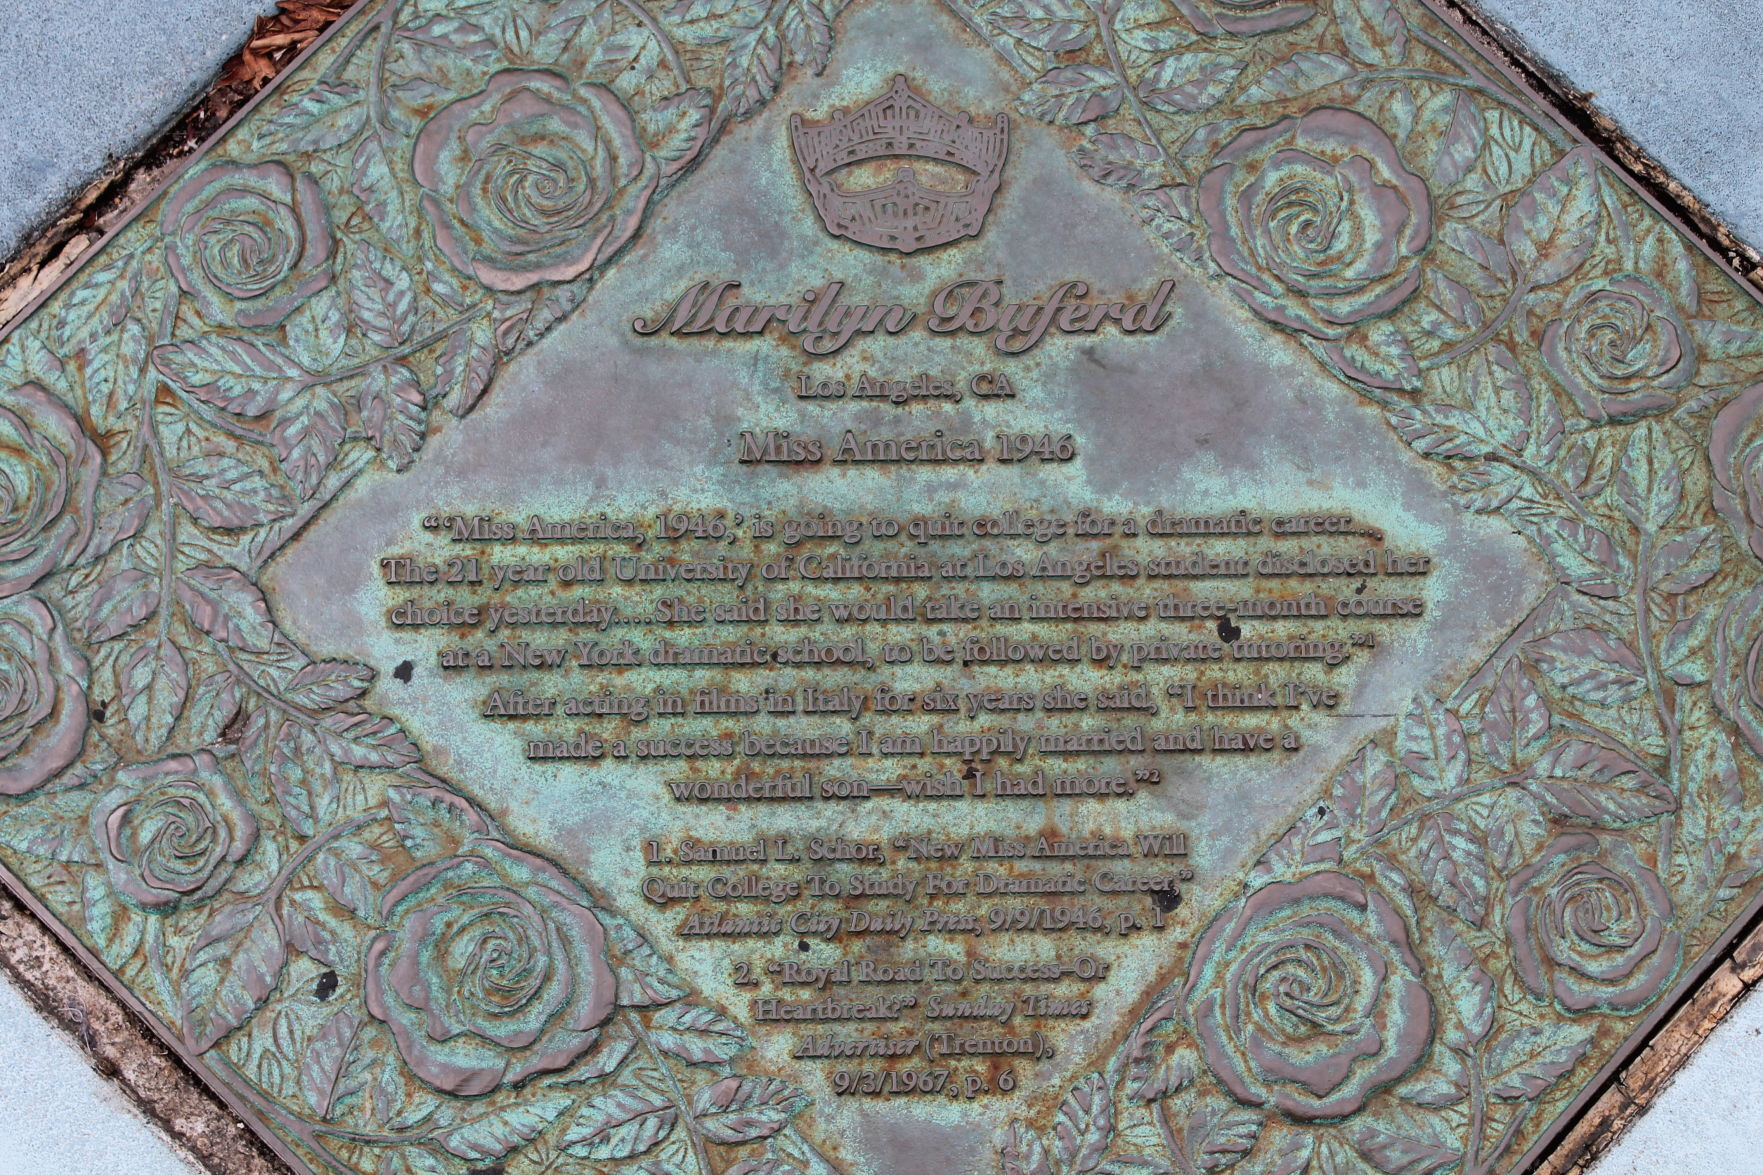 Marilyn Buferd
Los Angeles, CA
Miss America 1946
“‘Miss America, 1946,’ is going to quit college for a dramatic career....
The 21 year old University of California at Los Angeles student disclosed her
choice yesterday.....She said she would take an intensive three-month course
at a New York dramatic school, to be followed by private tutoring.”1
After acting in films in Italy for six years she said, “I think I’ve
made a success because I am happily married and have a
wonderful son—wish I had more.”2
1. Samuel L. Schor, “New Miss America Will
Quit College To Study For Dramatic Career,”
Atlantic City Daily Press, 9/9/1946, p. 1
2. “Royal Road To Success–Or
Heartbreak?” Sunday Times
Advertiser (Trenton),
9/3/1967, p. 6